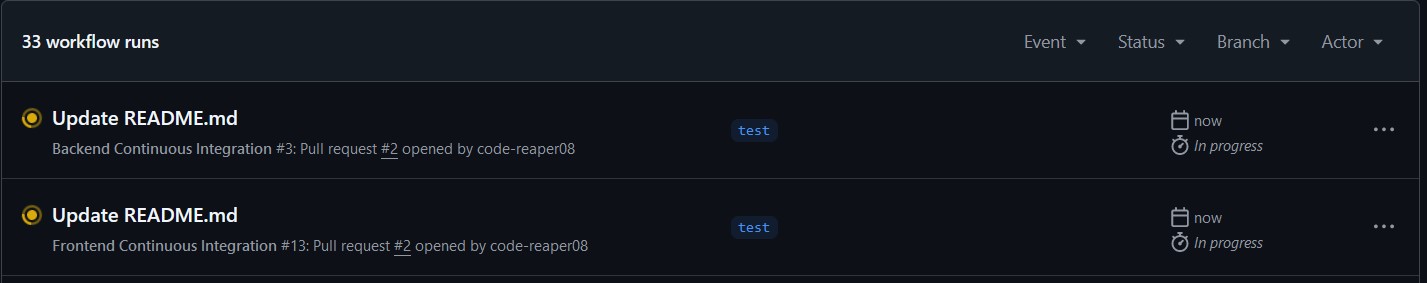 33 workflow runs
Event Status Branch Actor
Update README.md
Backend Continuous Integration #3: Pull request #2 opened by code-reaper08
test
now
In progress
Update README.md
Frontend Continuous Integration #13: Pull request #2 opened by code-reaper08
test
now
In progress